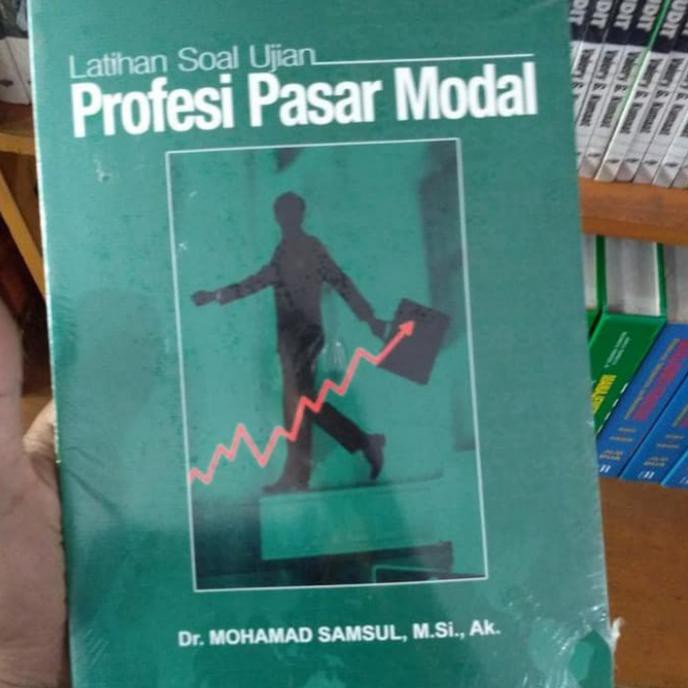 Latihan Soal Ujian
Profesi Pasar Modal
Dr. MOHAMAD SAMSUL, M.Si., Ak.